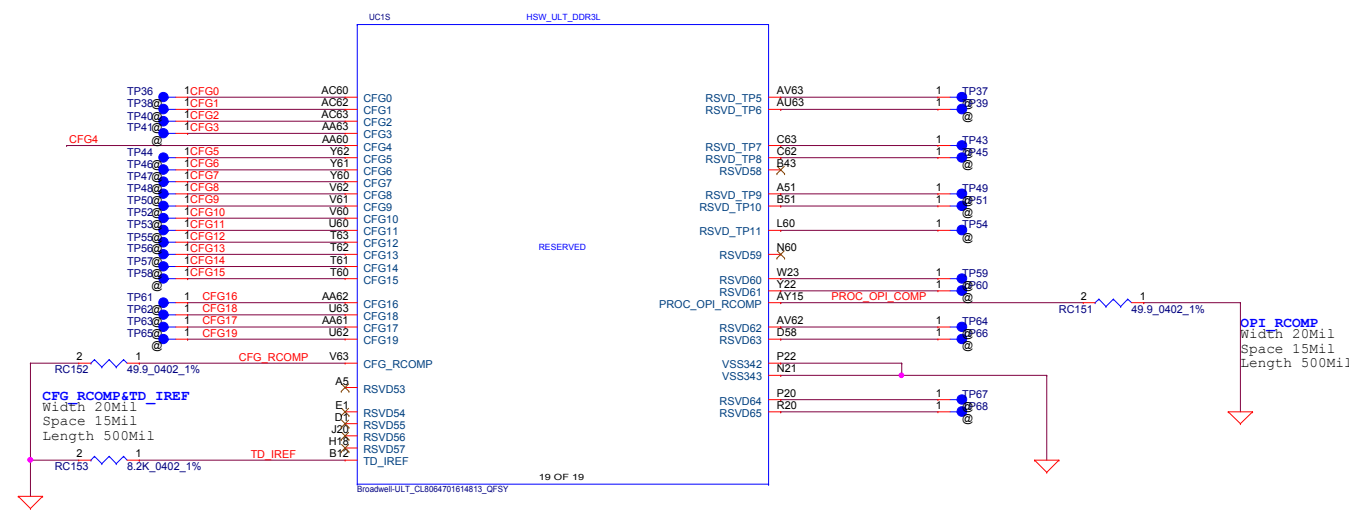 UC1S HSW_ULT_DDR3L
TP36 1 CFG0 AC60 CFG0
TP38 @ 1 CFG1 AC62 CFG1
TP40 @ 1 CFG2 AC63 CFG2
TP41 @ 1 CFG3 AA63 CFG3
@
CFG4 AA60 CFG4
TP44 1 CFG5 Y62 CFG5
TP46 @ 1 CFG6 Y61 CFG6
TP47 @ 1 CFG7 Y60 CFG7
TP48 @ 1 CFG8 V62 CFG8
TP50 @ 1 CFG9 V61 CFG9
TP52 @ 1 CFG10 V60 CFG10
TP53 @ 1 CFG11 U60 CFG11
TP55 @ 1 CFG12 T63 CFG12
TP56 @ 1 CFG13 T62 CFG13
TP57 @ 1 CFG14 T61 CFG14
TP58 @ 1 CFG15 T60 CFG15
@
TP61 1 CFG16 AA62 CFG16
TP62 @ 1 CFG18 U63 CFG18
TP63 @ 1 CFG17 AA61 CFG17
TP65 @ 1 CFG19 U62 CFG19
@
2 1 CFG_RCOMP V63 CFG_RCOMP
RC152 49.9_0402_1%
A5 RSVD53
CFG_RCOMP&TD_IREF
Width 20Mil
Space 15Mil
Length 500Mil
E1 RSVD54
D1 RSVD55
J20 RSVD56
H18 RSVD57
2 1 TD_IREF B12 TD_IREF
RC153 8.2K_0402_1%
RESERVED
RSVD_TP5 AV63 1 TP37
RSVD_TP6 AU63 1 @ TP39
@
RSVD_TP7 C63 1 TP43
RSVD_TP8 C62 1 @ TP45
@
RSVD58 B43
RSVD_TP9 A51 1 TP49
RSVD_TP10 B51 1 @ TP51
@
RSVD_TP11 L60 1 TP54
@
RSVD59 N60
RSVD60 W23 1 TP59
RSVD61 Y22 1 @ TP60
@
PROC_OPI_RCOMP AY15 PROC_OPI_COMP 2 1
RC151 49.9_0402_1%
RSVD62 AV62 1 TP64
RSVD63 D58 1 @ TP66
@
VSS342 P22
VSS343 N21
RSVD64 P20 1 TP67
RSVD65 R20 1 @ TP68
@
OPI_RCOMP
Width 20Mil
Space 15Mil
Length 500Mil
19 OF 19
Broadwell-ULT_CL8064701614813_QFSY